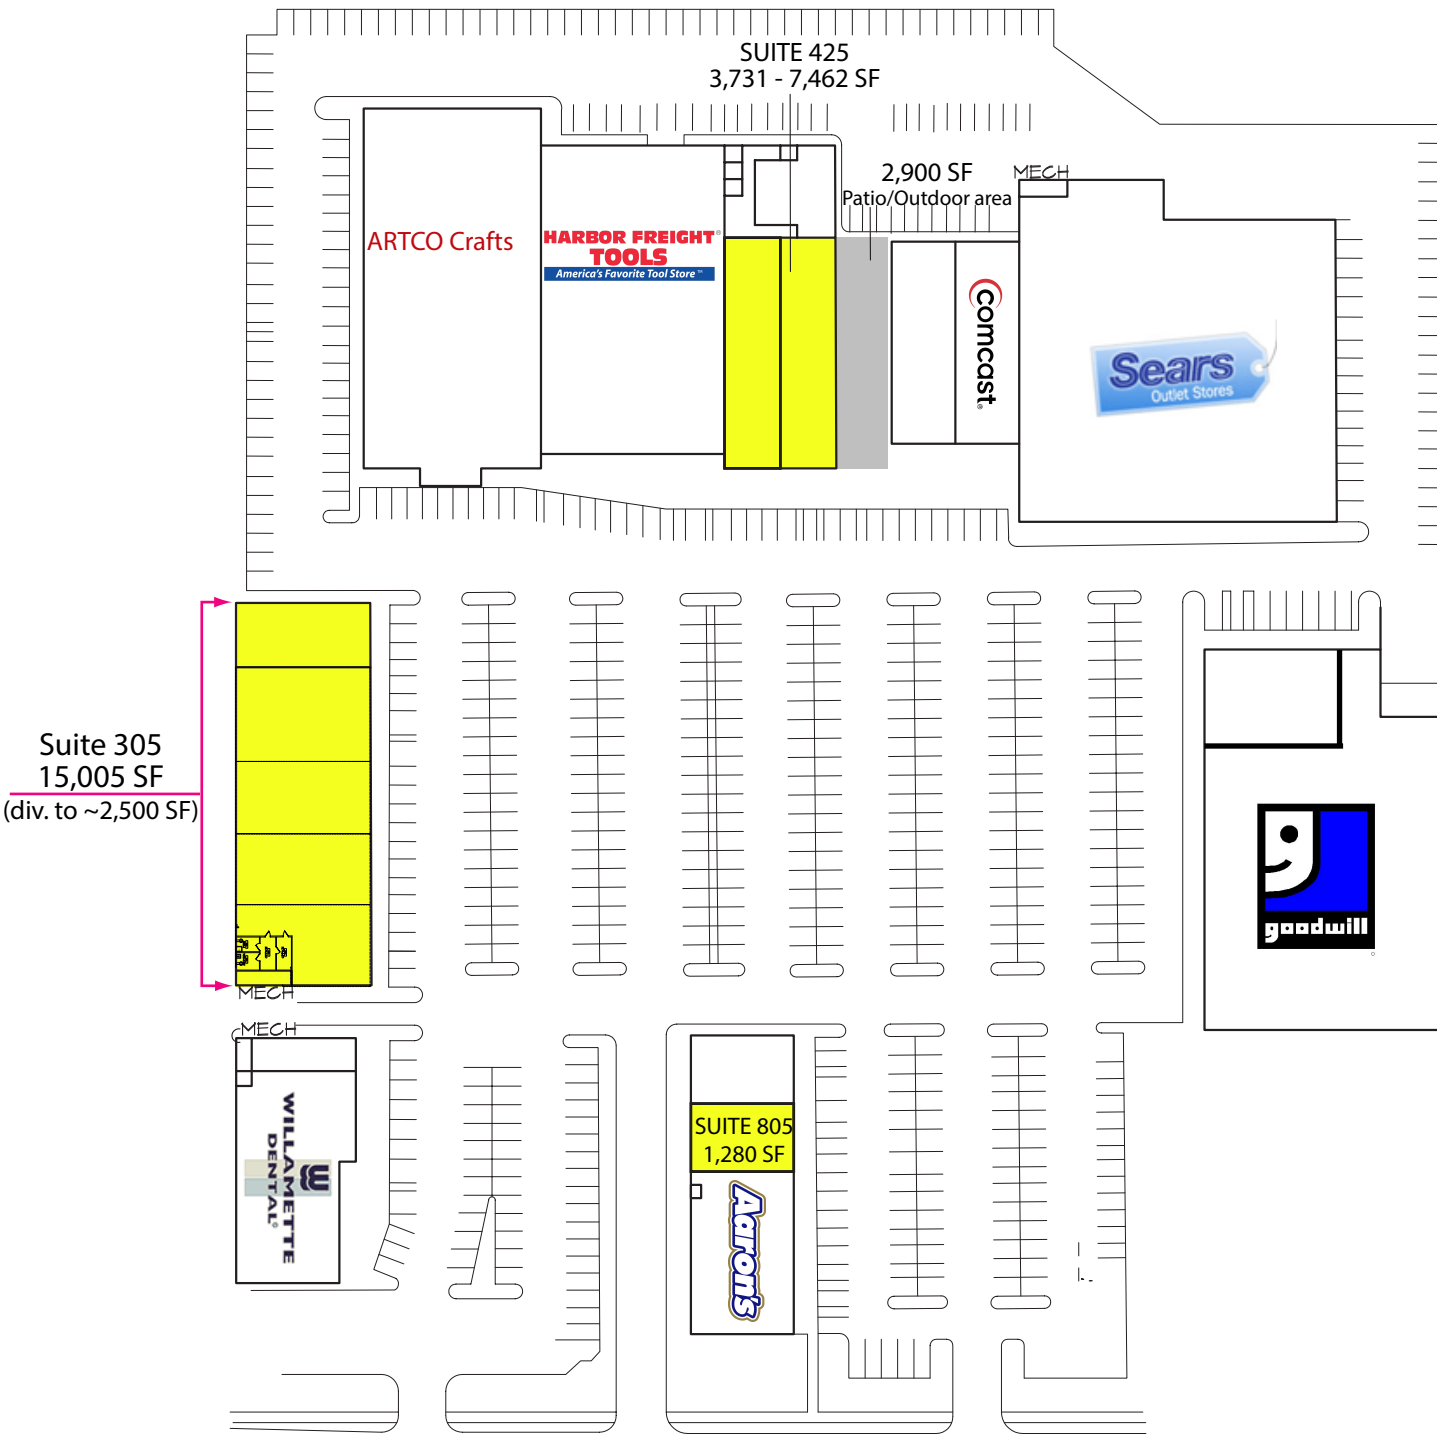 SUITE 425
3,731 - 7,462 SF
2,900 SF
Patio/Outdoor area
MECH
ARTCO Crafts
HARBOR FREIGHT®
TOOLS
America's Favorite Tool Store™
Comcast®
Sears
Outlet Stores
Suite 305
15,005 SF
(div. to ~2,500 SF)
goodwill
MECH
MECH
WILLAMETTE
DENTAL®
SUITE 805
1,280 SF
Aaron's